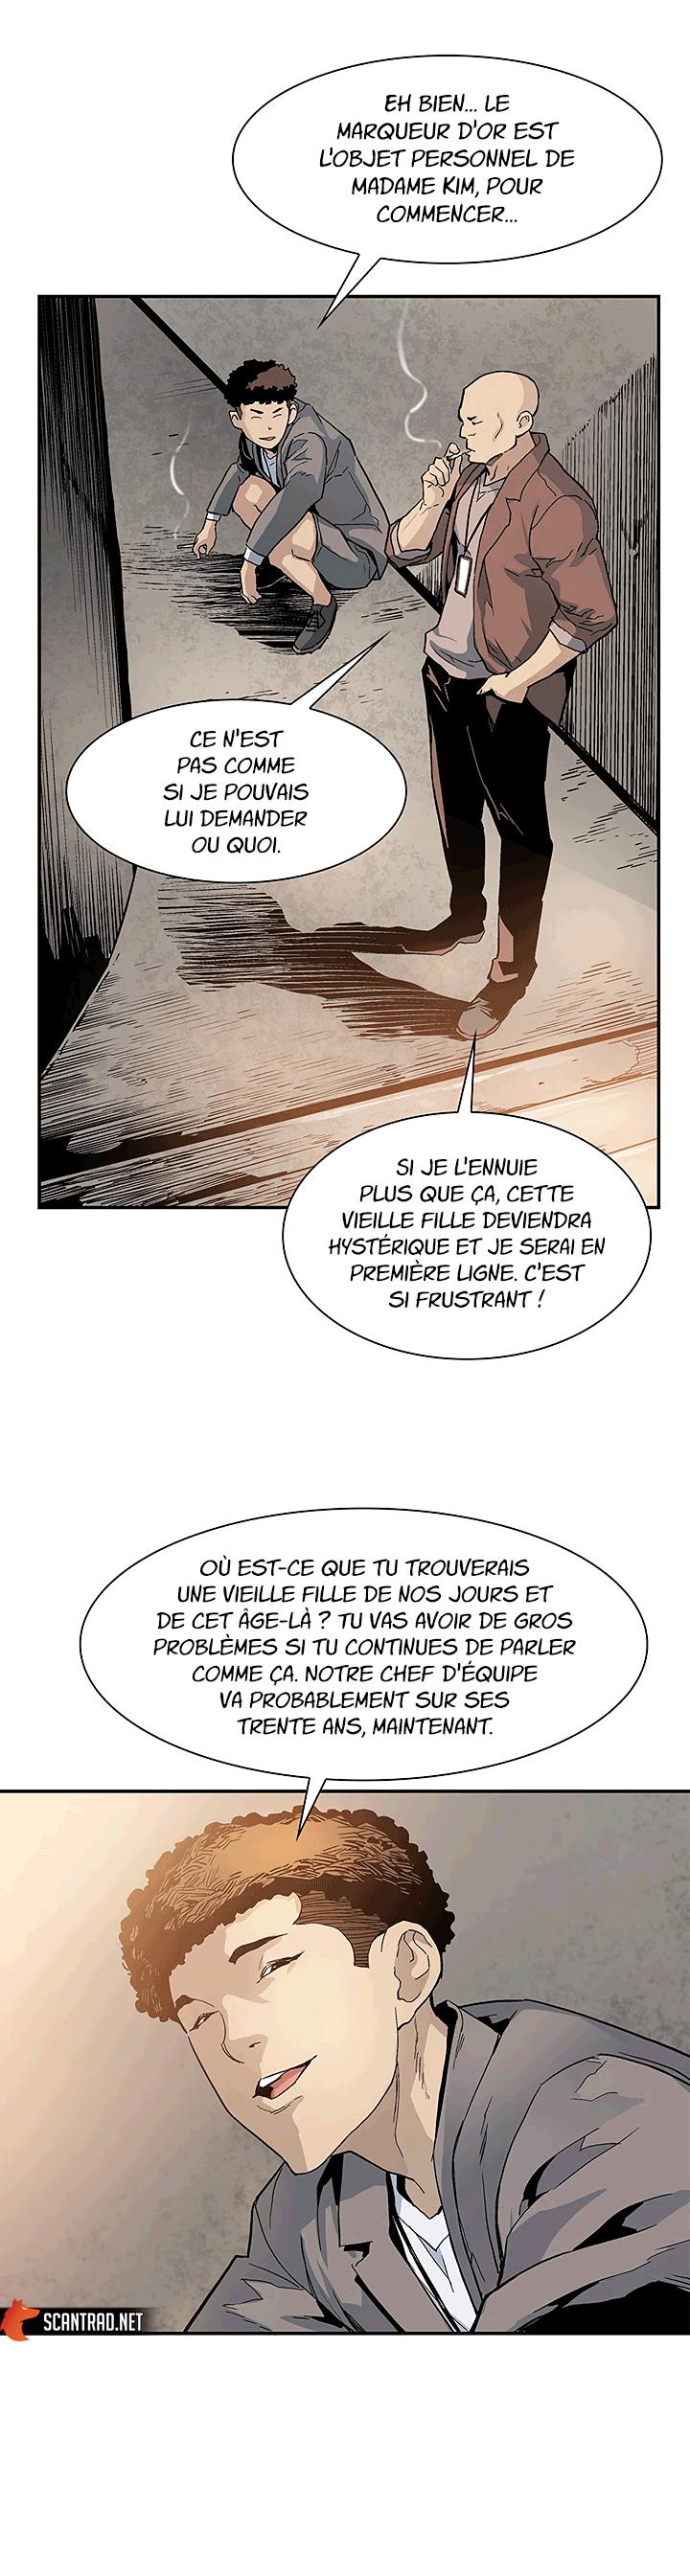 EH BIEN... LE
MARQUEUR D'OR EST
L'OBJET PERSONNEL DE
MADAME KIM, POUR
COMMENCER...
CE N'EST
PAS COMME
SI JE POUVAIS
LUI DEMANDER
OU QUOI.
SI JE L'ENNUIE
PLUS QUE ÇA, CETTE
VIEILLE FILLE DEVIENDRA
HYSTÉRIQUE ET JE SERAI EN
PREMIÈRE LIGNE. C'EST
SI FRUSTRANT !
OÙ EST-CE QUE TU TROUVERAIS
UNE VIEILLE FILLE DE NOS JOURS ET
DE CET ÂGE-LÀ ? TU VAS AVOIR DE GROS
PROBLÈMES SI TU CONTINUES DE PARLER
COMME ÇA. NOTRE CHEF D'ÉQUIPE
VA PROBABLEMENT SUR SES
TRENTE ANS, MAINTENANT.
SCANTRAD.NET